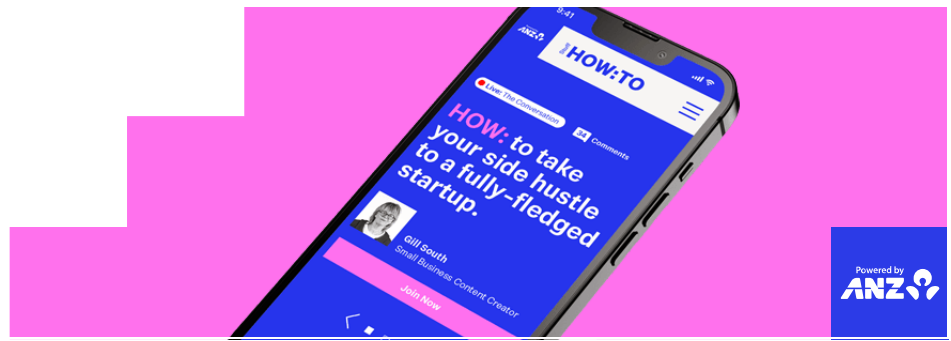 9:41
ANZ
HOW:TO
Live: The Conversation
34 Comments
HOW: to take
your side hustle
to a fully-fledged
startup.
Gill South
Small Business Content Creator
Join Now
Powered by
ANZ